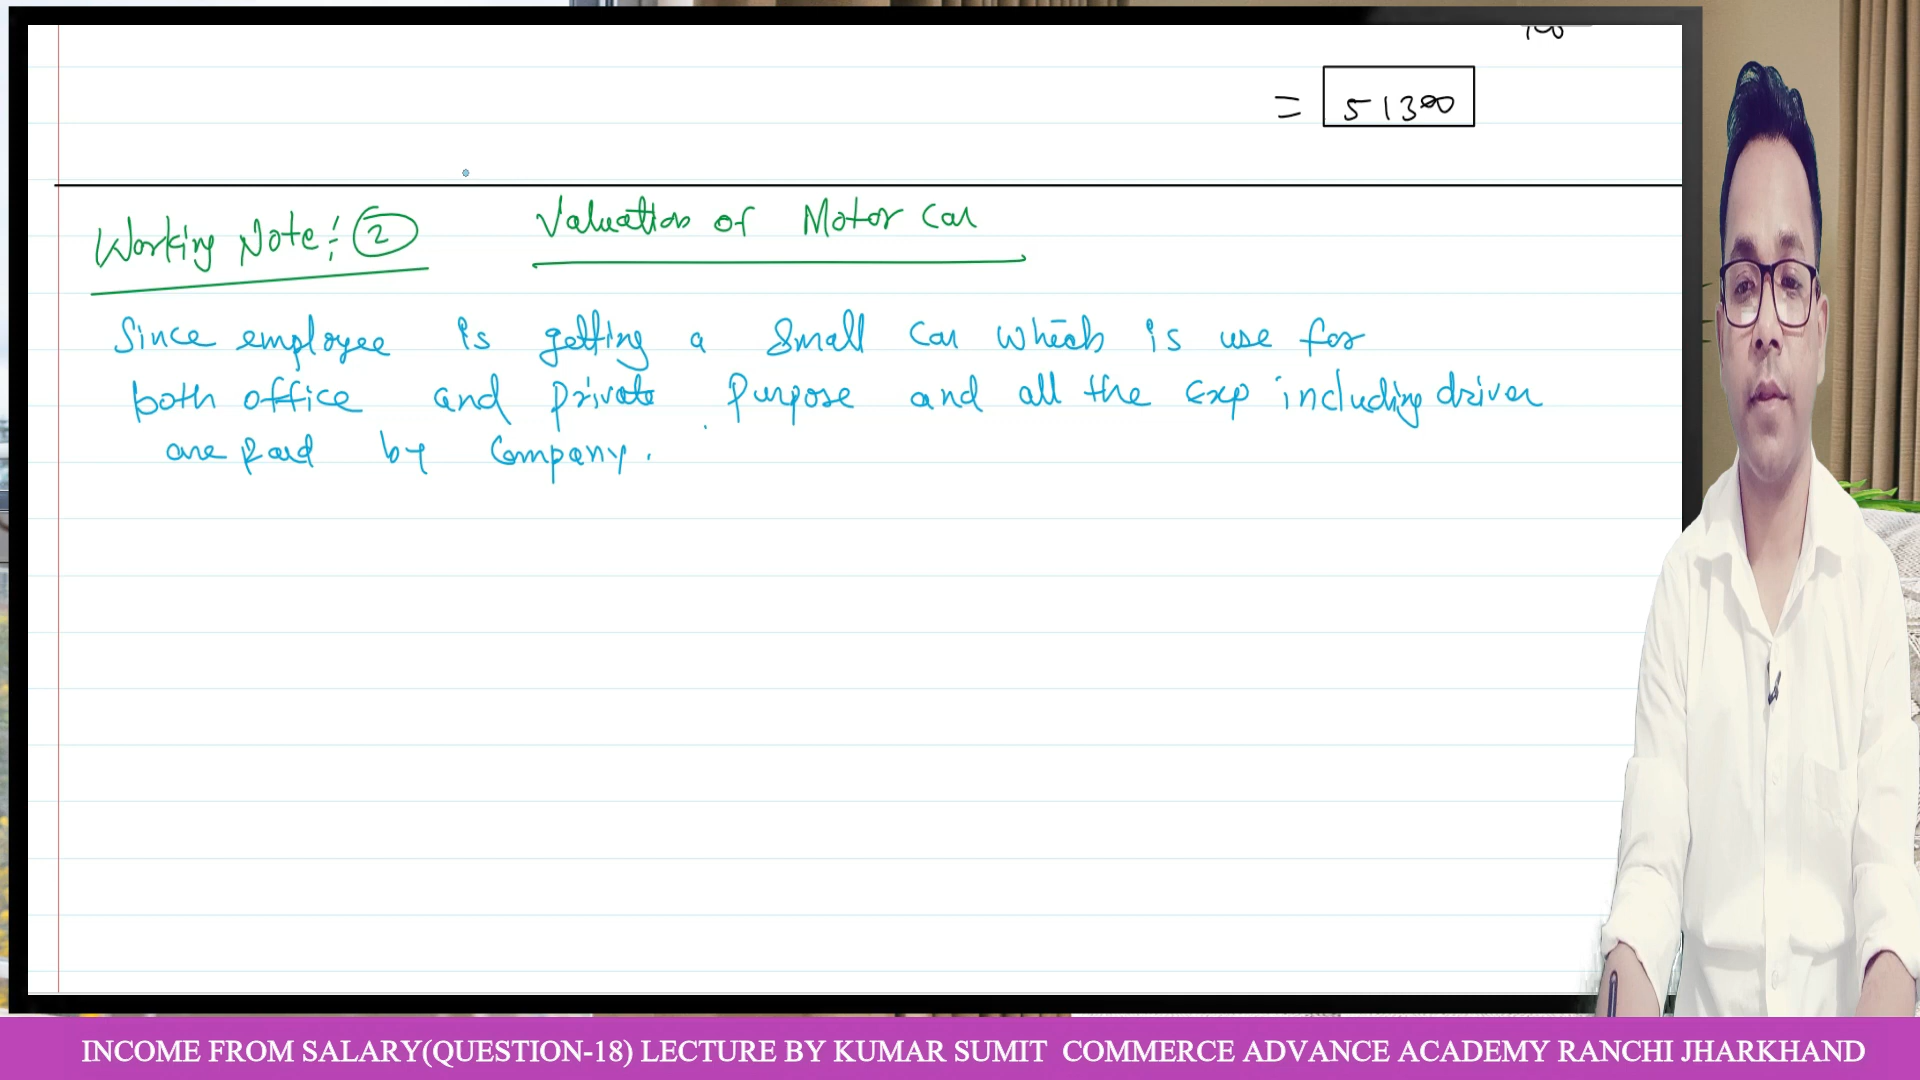 100
= 51300
Working Note:- 2 Valuation of Motor Car
Since employee is getting a small car which is use for
both office and private purpose and all the exp including driver
are paid by company.
INCOME FROM SALARY(QUESTION-18) LECTURE BY KUMAR SUMIT COMMERCE ADVANCE ACADEMY RANCHI JHARKHAND